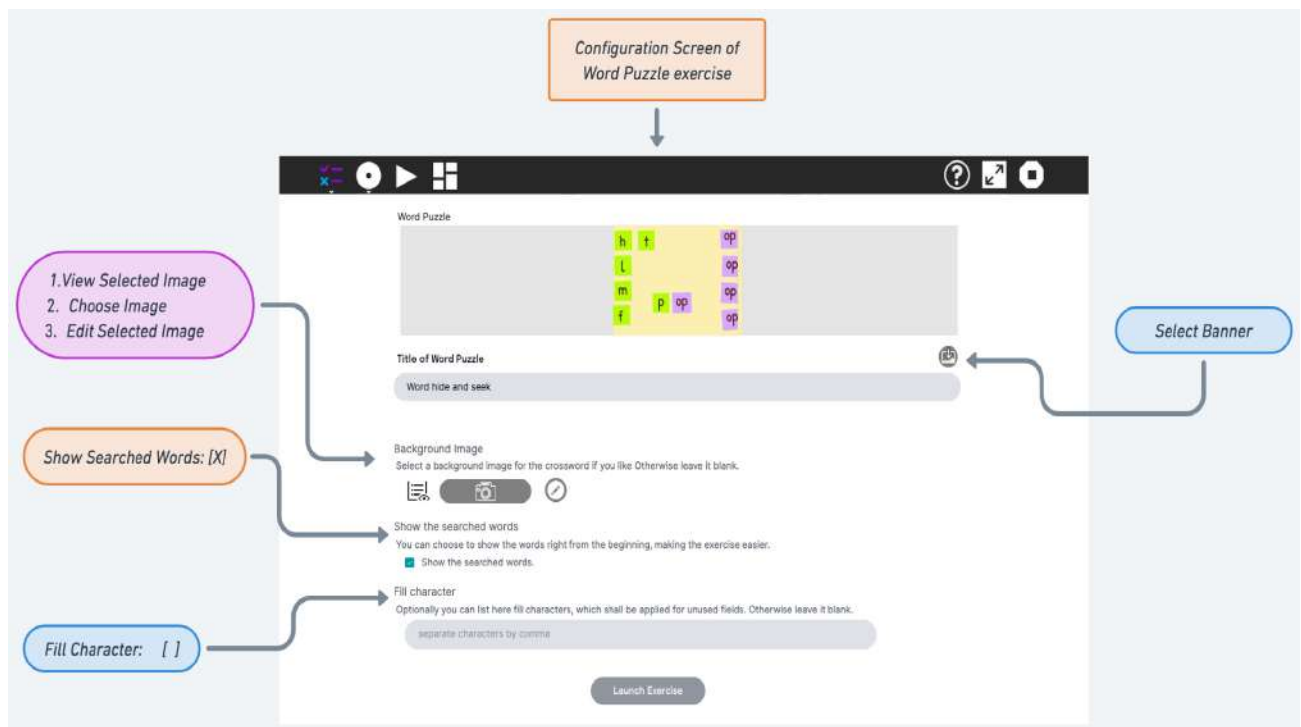 Configuration Screen of
Word Puzzle exercise
Word Puzzle
h t op
l op
m op
p op
f op
1.View Selected Image
2. Choose Image
3. Edit Selected Image
Select Banner
Title of Word Puzzle
Word hide and seek
Show Searched Words: [X]
Background Image
Select a background image for the crossword if you like Otherwise leave it blank.
Show the searched words
You can choose to show the words right from the beginning, making the exercise easier.
Show the searched words.
Fill character
Optionally you can list here fill characters, which shall be applied for unused fields. Otherwise leave it blank.
separate characters by comma
Fill Character: [ ]
Launch Exercise